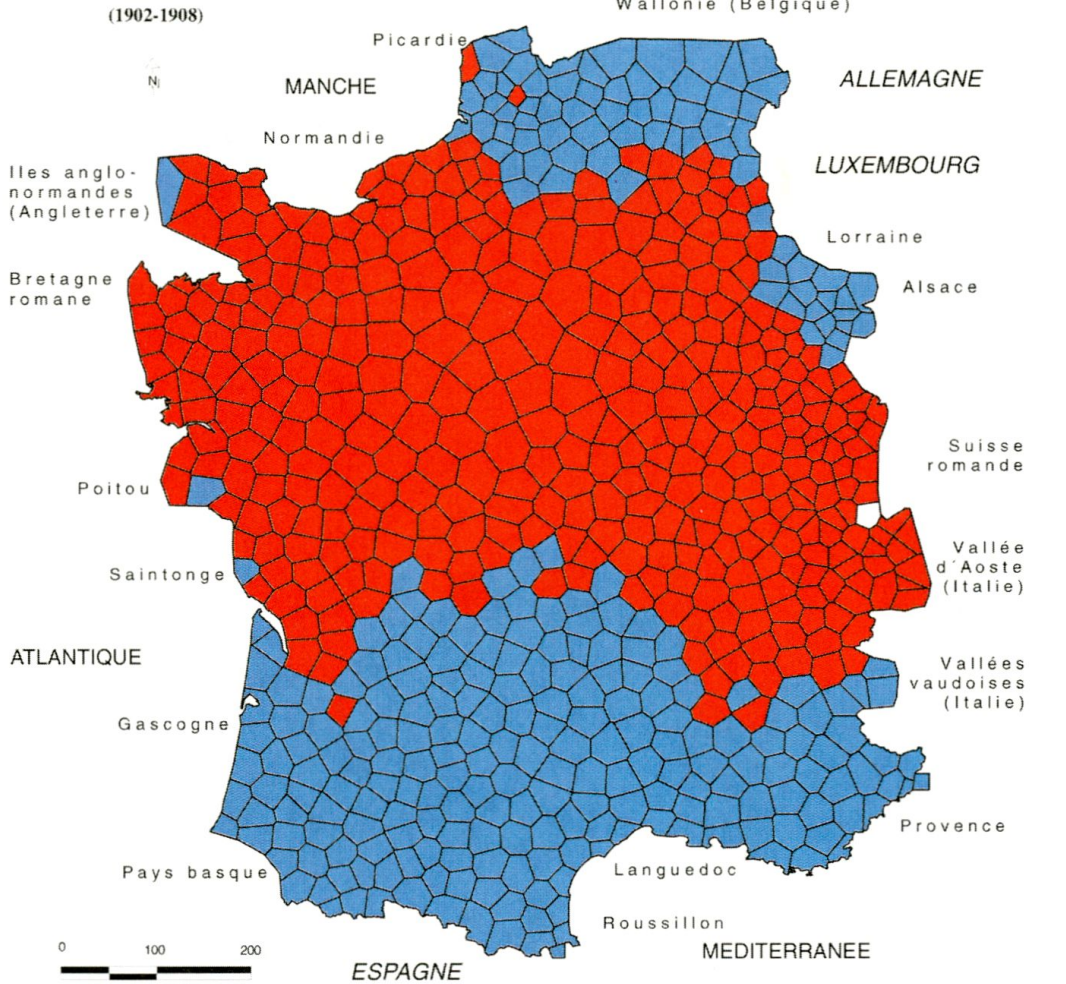 Wallonie (Belgique)
(1902-1908)
Picardie
N
MANCHE
ALLEMAGNE
Normandie
LUXEMBOURG
Iles anglo-
normandes
(Angleterre)
Lorraine
Bretagne
romane
Alsace
Suisse
romande
Poitou
Vallée
d'Aoste
(Italie)
Saintonge
ATLANTIQUE
Vallées
vaudoises
(Italie)
Gascogne
Provence
Pays basque
Languedoc
Roussillon
0 100 200
MEDITERRANEE
ESPAGNE